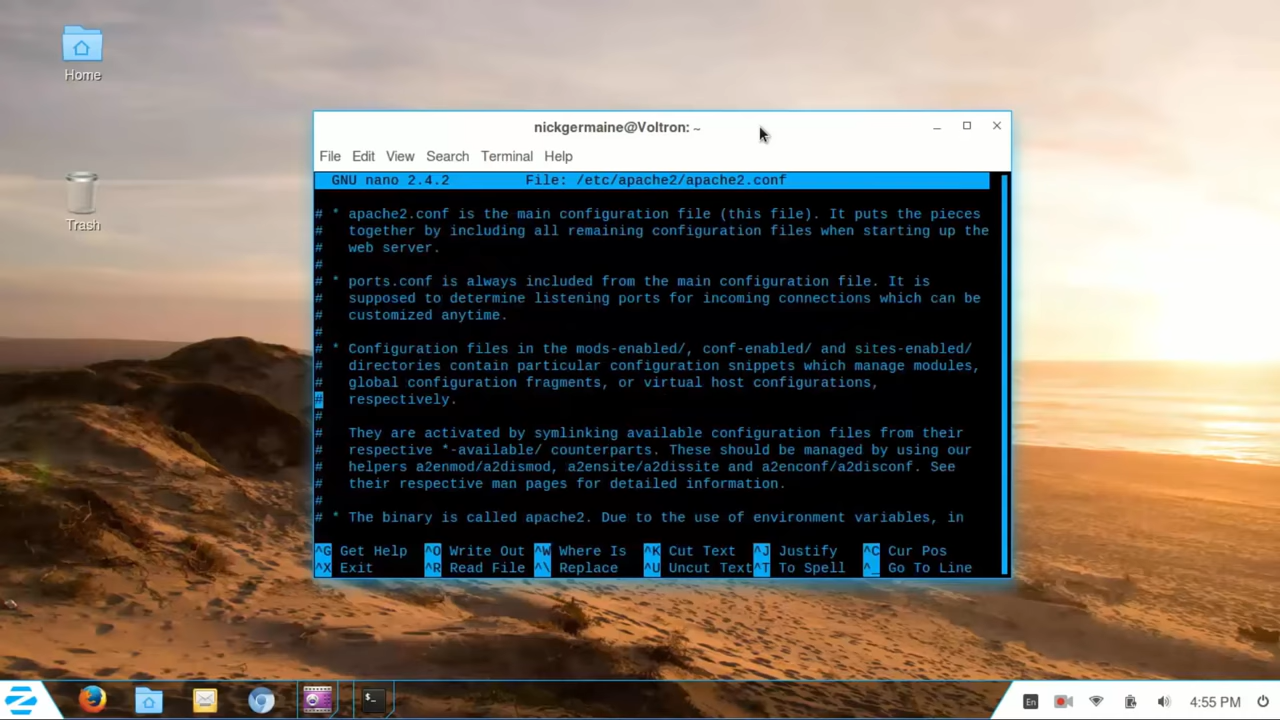 Home
Trash
nickgermaine@Voltron: ~
File Edit View Search Terminal Help
GNU nano 2.4.2 File: /etc/apache2/apache2.conf
# * apache2.conf is the main configuration file (this file). It puts the pieces
# together by including all remaining configuration files when starting up the
# web server.
#
# * ports.conf is always included from the main configuration file. It is
# supposed to determine listening ports for incoming connections which can be
# customized anytime.
#
# * Configuration files in the mods-enabled/, conf-enabled/ and sites-enabled/
# directories contain particular configuration snippets which manage modules,
# global configuration fragments, or virtual host configurations,
# respectively.
#
# They are activated by symlinking available configuration files from their
# respective *-available/ counterparts. These should be managed by using our
# helpers a2enmod/a2dismod, a2ensite/a2dissite and a2enconf/a2disconf. See
# their respective man pages for detailed information.
#
# * The binary is called apache2. Due to the use of environment variables, in
^G Get Help ^O Write Out ^W Where Is ^K Cut Text ^J Justify ^C Cur Pos
^X Exit ^R Read File ^\ Replace ^U Uncut Text ^T To Spell ^_ Go To Line
$_
En 4:55 PM